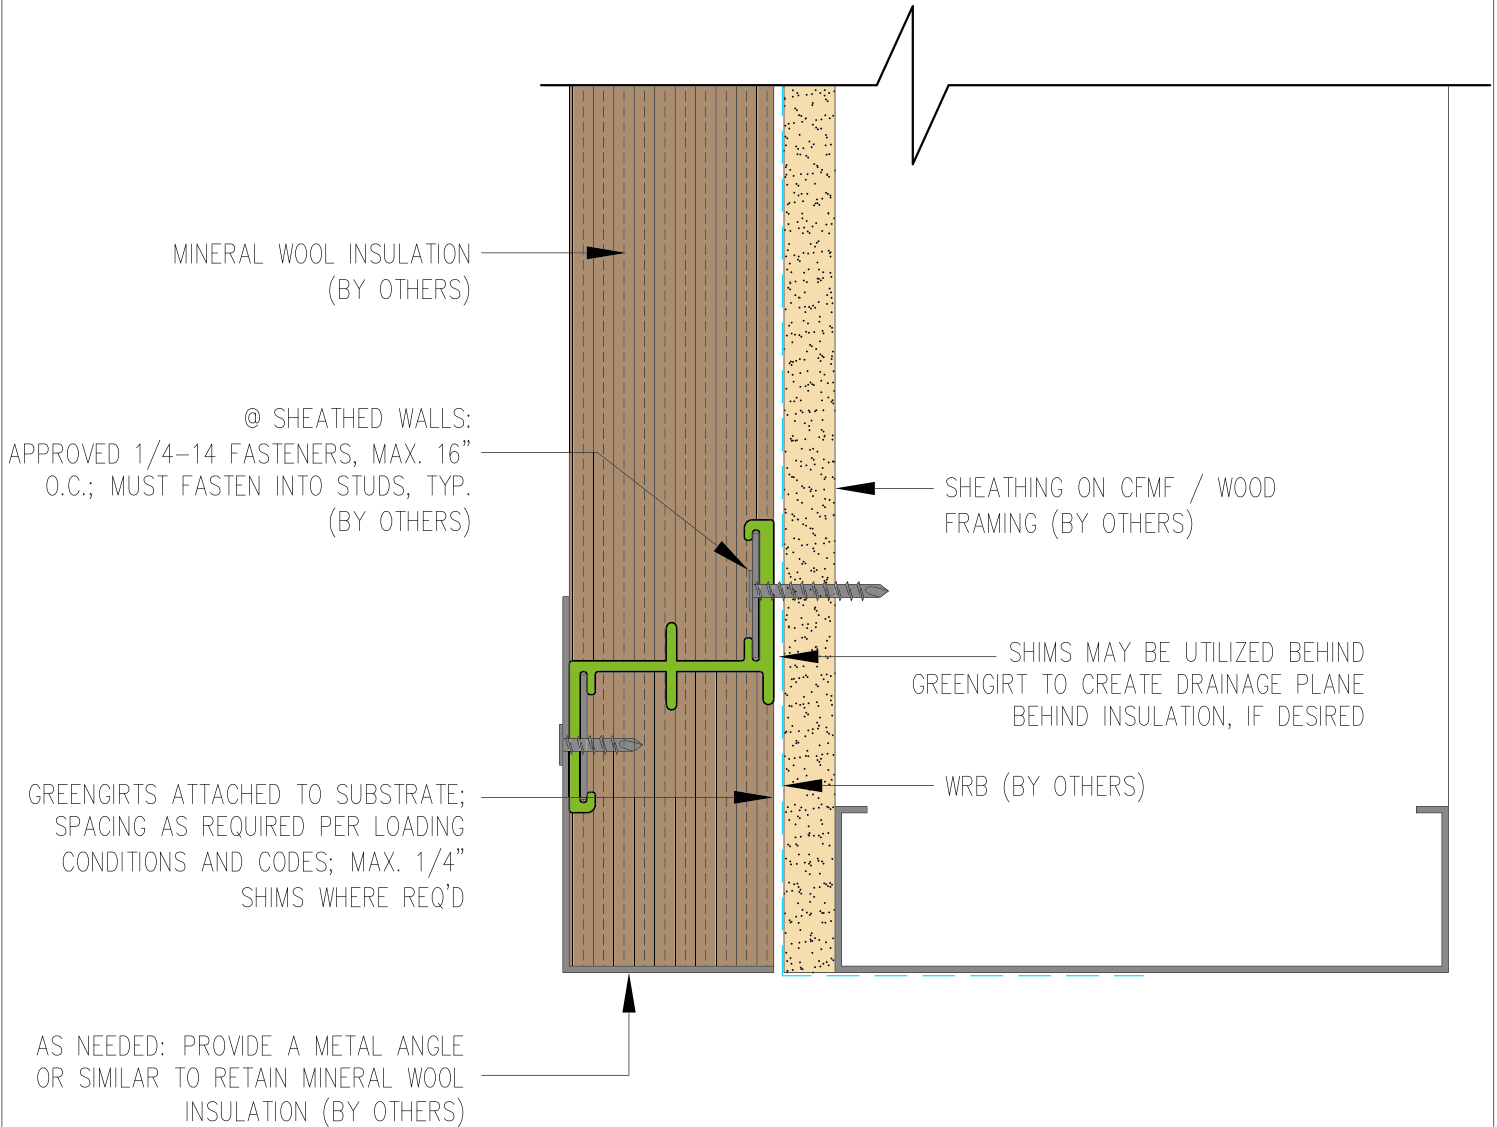 MINERAL WOOL INSULATION
(BY OTHERS)
@ SHEATHED WALLS:
APPROVED 1/4-14 FASTENERS, MAX. 16”
O.C.; MUST FASTEN INTO STUDS, TYP.
(BY OTHERS)
SHEATHING ON CFMF / WOOD
FRAMING (BY OTHERS)
SHIMS MAY BE UTILIZED BEHIND
GREENGIRT TO CREATE DRAINAGE PLANE
BEHIND INSULATION, IF DESIRED
WRB (BY OTHERS)
GREENGIRTS ATTACHED TO SUBSTRATE;
SPACING AS REQUIRED PER LOADING
CONDITIONS AND CODES; MAX. 1/4”
SHIMS WHERE REQ’D
AS NEEDED: PROVIDE A METAL ANGLE
OR SIMILAR TO RETAIN MINERAL WOOL
INSULATION (BY OTHERS)